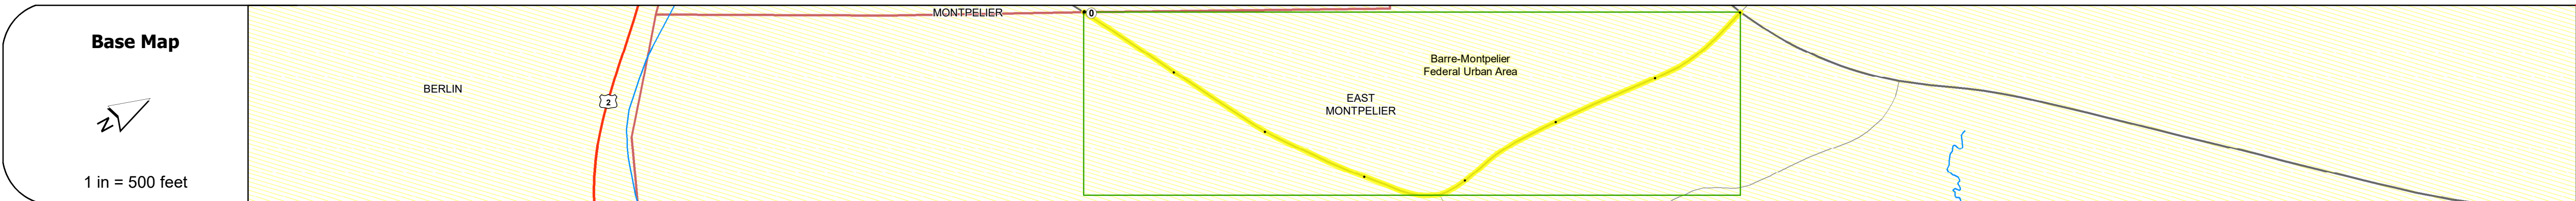 Base Map
N
1 in = 500 feet
BERLIN
2
MONTPELIER
0
Barre-Montpelier
Federal Urban Area
EAST
MONTPELIER